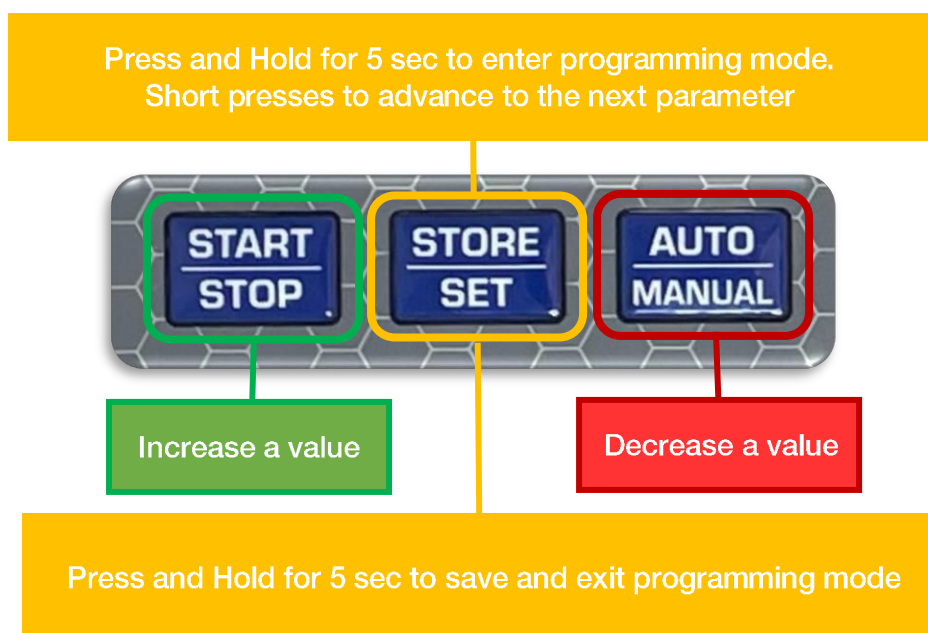 Press and Hold for 5 sec to enter programming mode.
Short presses to advance to the next parameter
START
STOP
STORE
SET
AUTO
MANUAL
Increase a value
Decrease a value
Press and Hold for 5 sec to save and exit programming mode